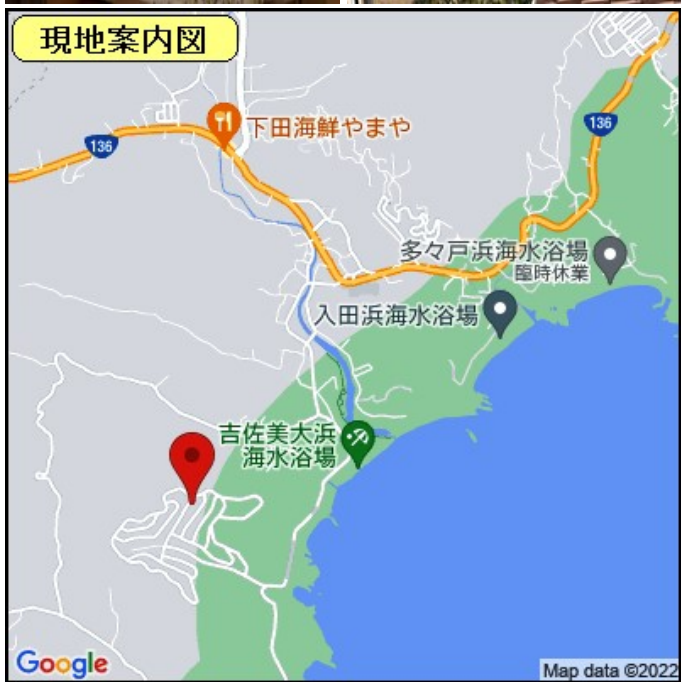 現地案内図
136
下田海鮮やまや
136
多々戸浜海水浴場
臨時休業
入田浜海水浴場
吉佐美大浜
海水浴場
Google
Map data ©2022